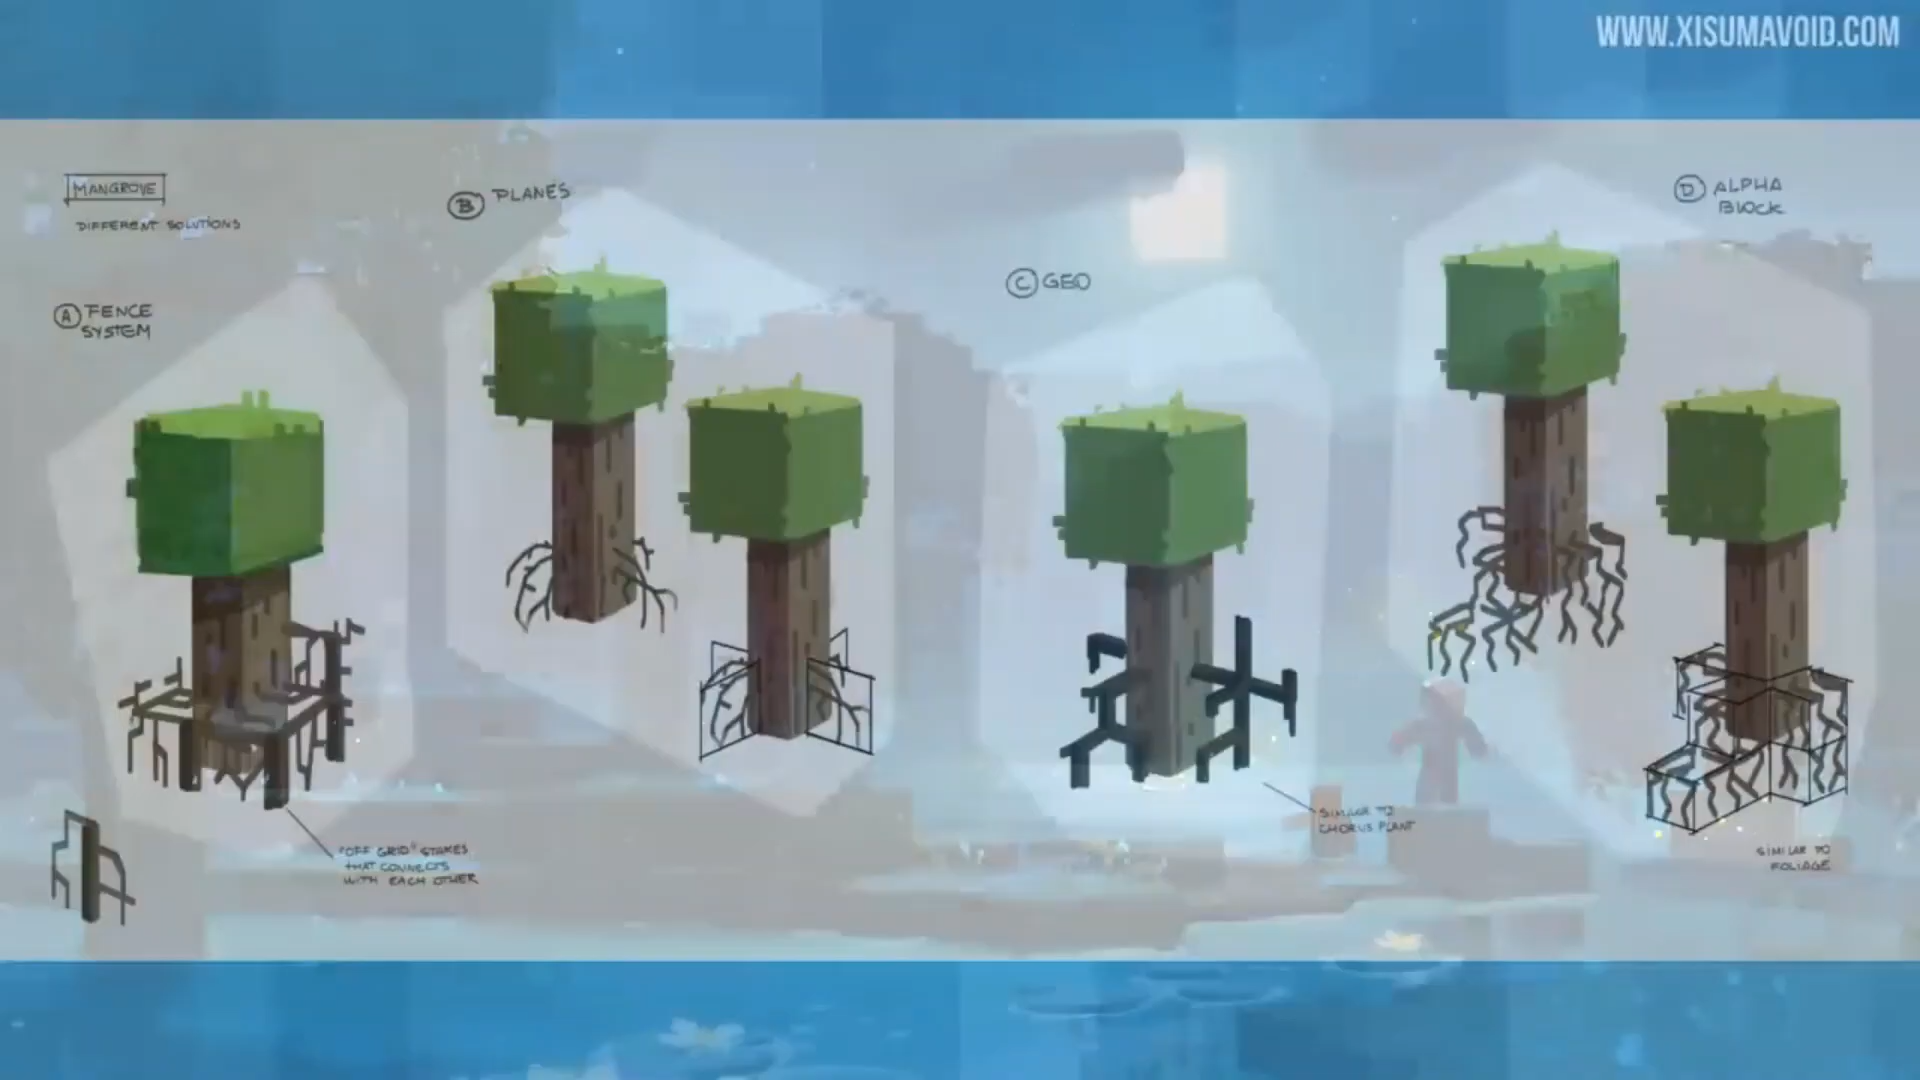 WWW.XISUMAVOID.COM
MANGROVE
DIFFERENT SOLUTIONS
A FENCE
SYSTEM
"OFF GRID" STAKES
THAT CONNECTS
WITH EACH OTHER
B PLANES
C GEO
SIMILAR TO
CHORUS PLANT
D ALPHA
BLOCK
SIMILAR TO
FOLIAGE